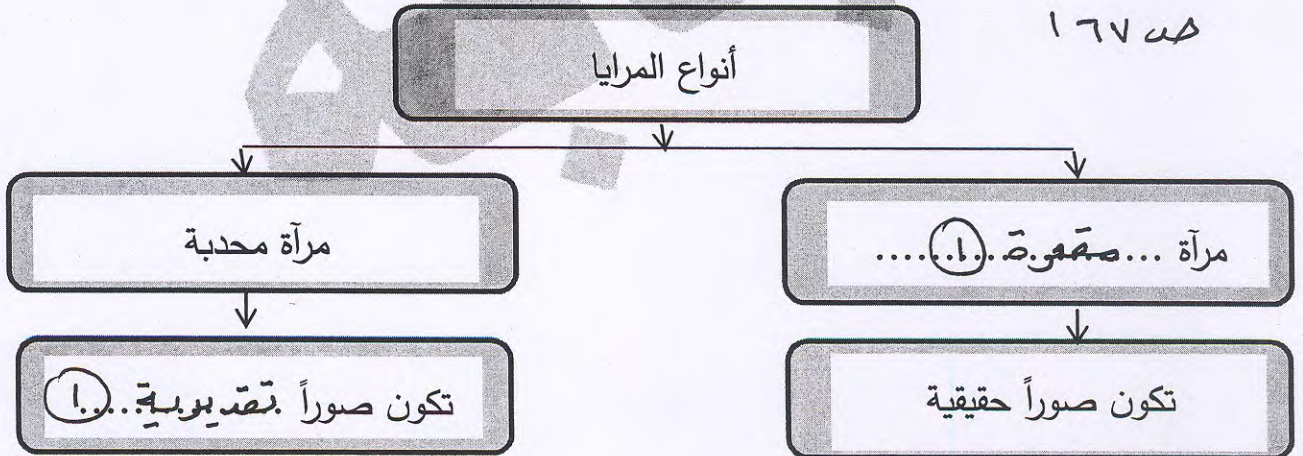 ص ١٦٧
أنواع المرايا
مرآة ...مقعرة...(١).....
مرآة محدبة
تكون صوراً حقيقية
تكون صوراً .تقديرية....(١)